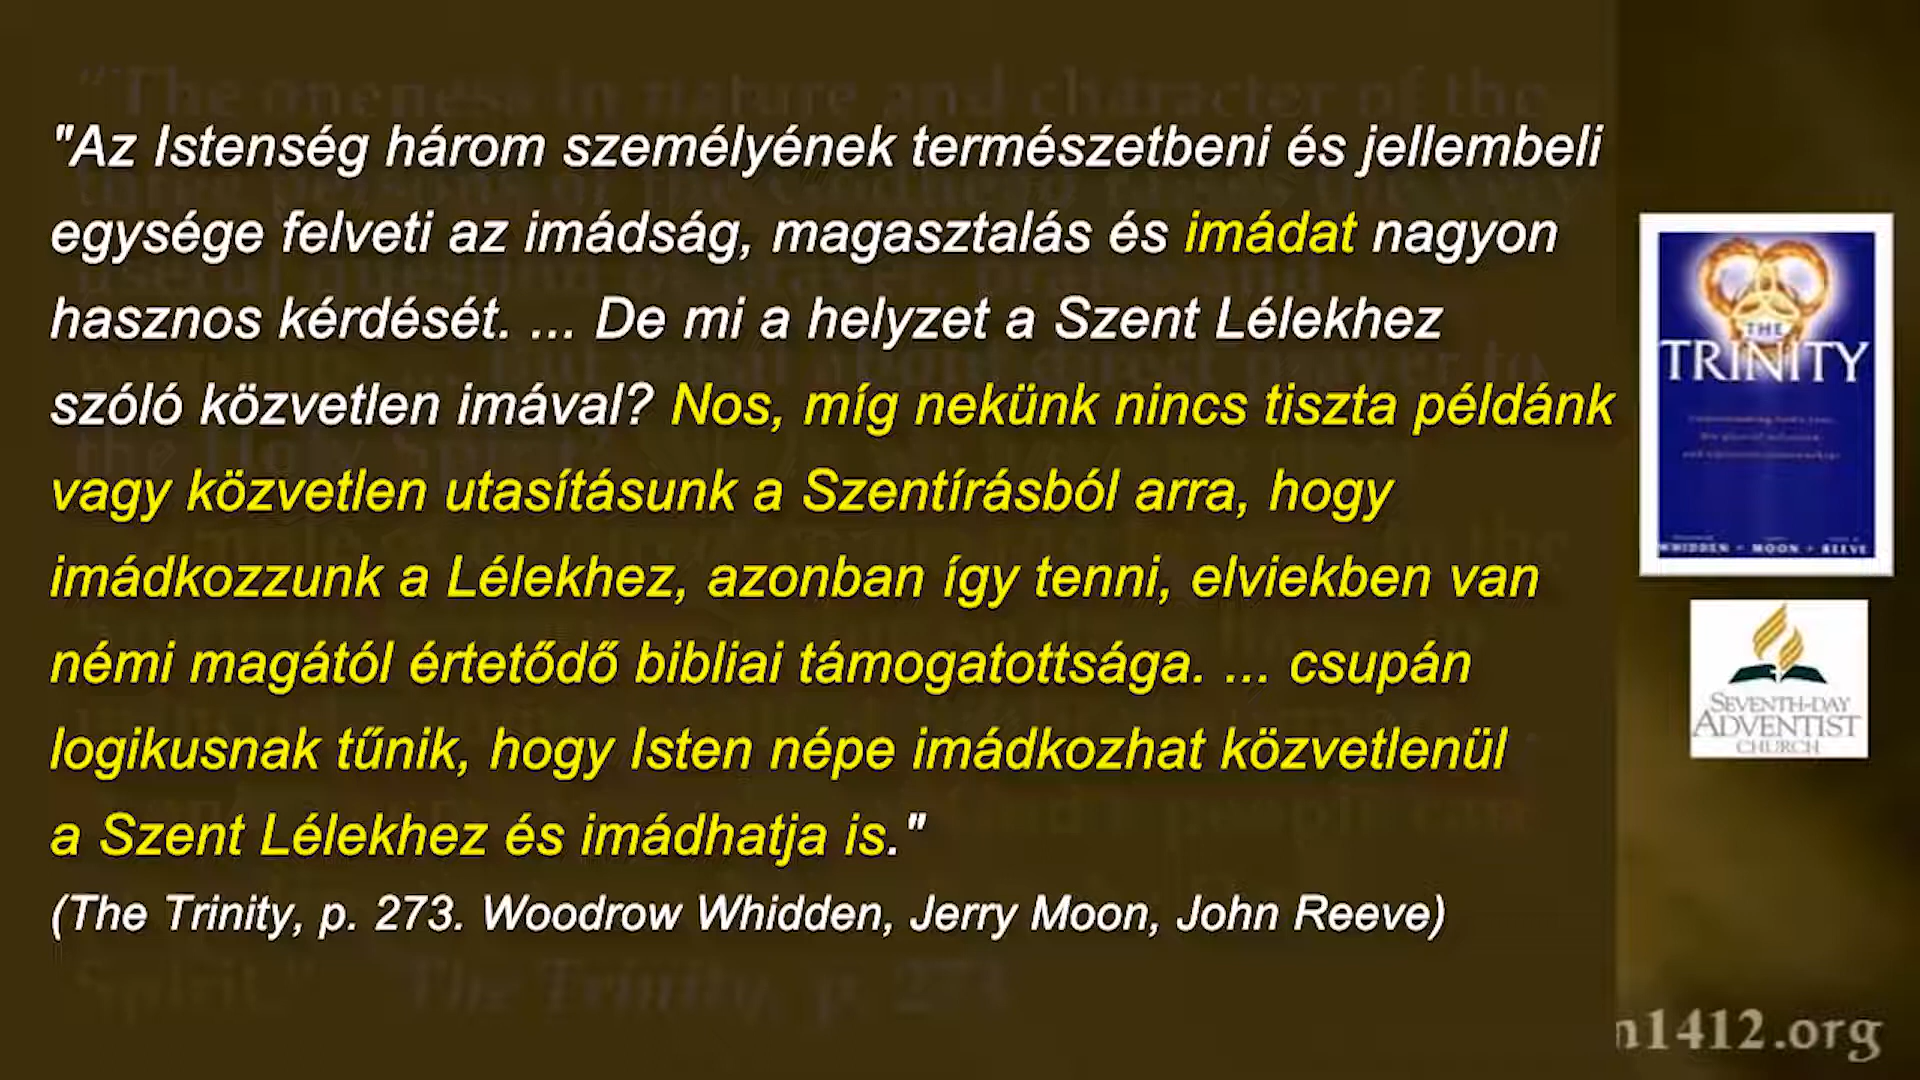 "Az Istenség három személyének természetbeni és jellembeli
egysége felveti az imádság, magasztalás és imádat nagyon
hasznos kérdését. ... De mi a helyzet a Szent Lélekhez
szóló közvetlen imával? Nos, míg nekünk nincs tiszta példánk
vagy közvetlen utasításunk a Szentírásból arra, hogy
imádkozzunk a Lélekhez, azonban így tenni, elviekben van
némi magától értetődő bibliai támogatottsága. ... csupán
logikusnak tűnik, hogy Isten népe imádkozhat közvetlenül
a Szent Lélekhez és imádhatja is."
(The Trinity, p. 273. Woodrow Whidden, Jerry Moon, John Reeve)
THE
TRINITY
WHIDDEN • MOON • REEVE
SEVENTH-DAY
ADVENTIST
CHURCH
n1412.org